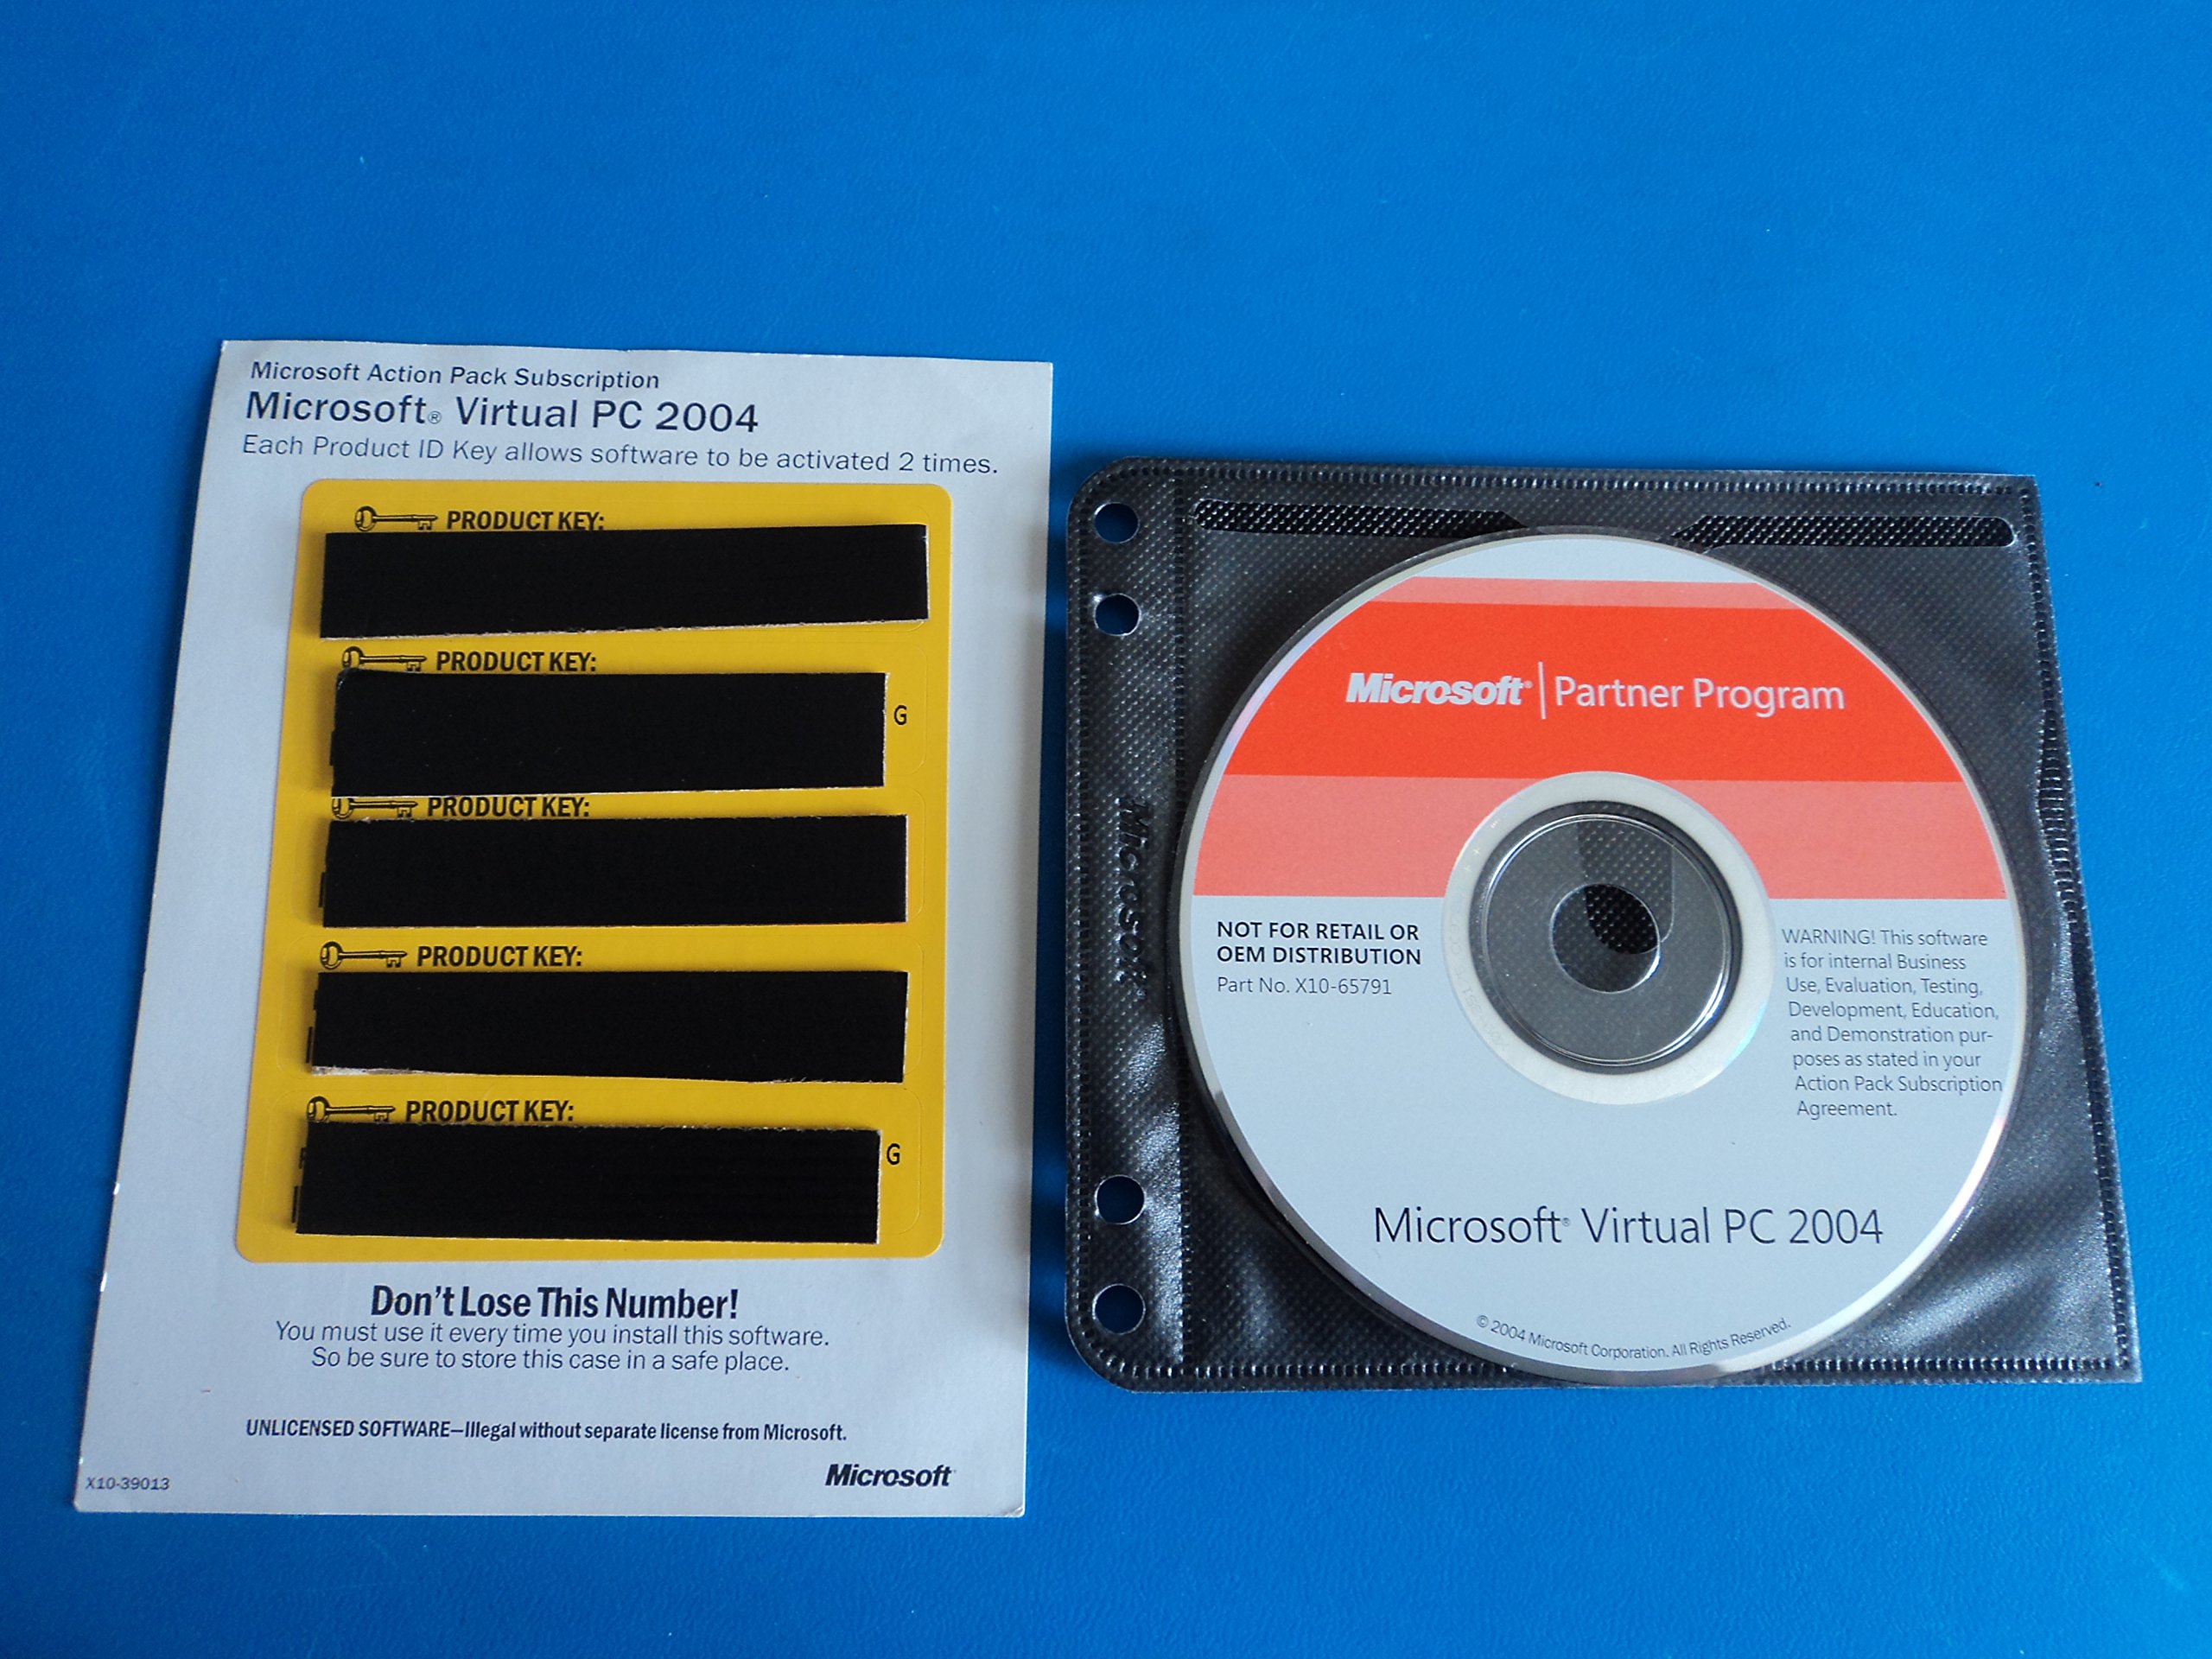 Microsoft Action Pack Subscription
Microsoft® Virtual PC 2004
Each Product ID Key allows software to be activated 2 times.
PRODUCT KEY:
PRODUCT KEY:
G
PRODUCT KEY:
PRODUCT KEY:
PRODUCT KEY:
G
Don't Lose This Number!
You must use it every time you install this software.
So be sure to store this case in a safe place.
UNLICENSED SOFTWARE—Illegal without separate license from Microsoft.
Microsoft
X10-39013
Microsoft
Microsoft® | Partner Program
NOT FOR RETAIL OR
OEM DISTRIBUTION
Part No. X10-65791
WARNING! This software
is for internal Business
Use, Evaluation, Testing,
Development, Education,
and Demonstration pur-
poses as stated in your
Action Pack Subscription
Agreement.
Microsoft® Virtual PC 2004
© 2004 Microsoft Corporation. All Rights Reserved.